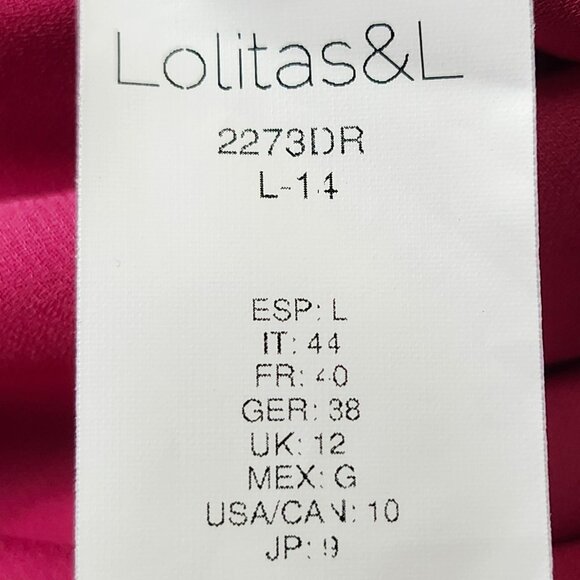 Lolitas&L
2273DR
L-14
ESP: L
IT: 44
FR: 40
GER: 38
UK: 12
MEX: G
USA/CAN: 10
JP: 9